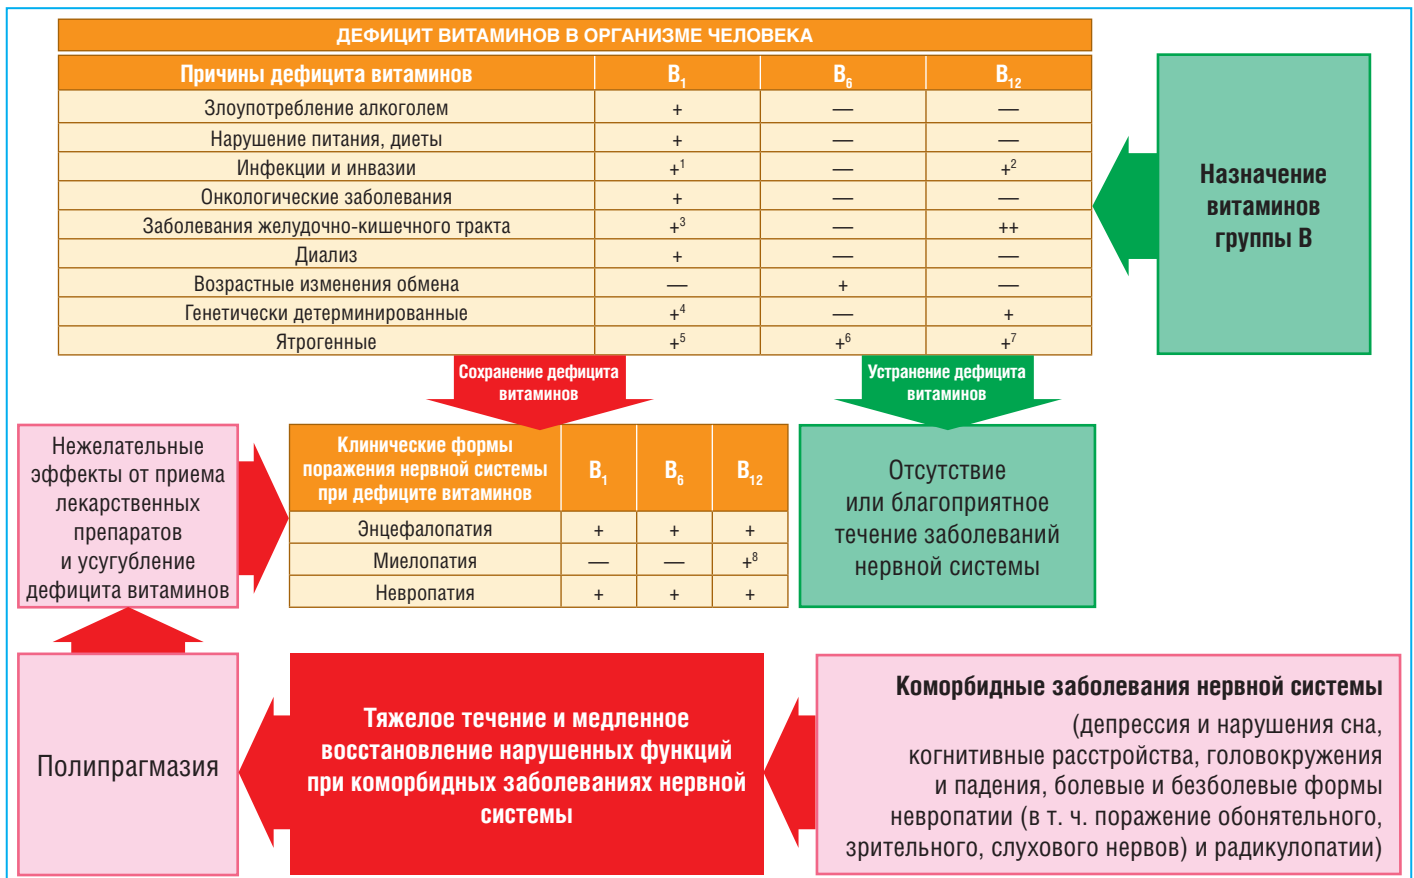 ДЕФИЦИТ ВИТАМИНОВ В ОРГАНИЗМЕ ЧЕЛОВЕКА
Причины дефицита витаминов B₁ B₆ B₁₂
Злоупотребление алкоголем + — —
Нарушение питания, диеты + — —
Инфекции и инвазии +¹ — +²
Онкологические заболевания + — —
Заболевания желудочно-кишечного тракта +³ — ++
Диализ + — —
Возрастные изменения обмена — + —
Генетически детерминированные +⁴ — +
Ятрогенные +⁵ +⁶ +⁷
Назначение
витаминов
группы В
Сохранение дефицита
витаминов
Устранение дефицита
витаминов
Нежелательные
эффекты от приема
лекарственных
препаратов
и усугубление
дефицита витаминов
Клинические формы
поражения нервной системы
при дефиците витаминов
B₁ B₆ B₁₂
Энцефалопатия + + +
Миелопатия — — +⁸
Невропатия + + +
Отсутствие
или благоприятное
течение заболеваний
нервной системы
Полипрагмазия
Тяжелое течение и медленное
восстановление нарушенных функций
при коморбидных заболеваниях нервной
системы
Коморбидные заболевания нервной системы
(депрессия и нарушения сна,
когнитивные расстройства, головокружения
и падения, болевые и безболевые формы
невропатии (в т. ч. поражение обонятельного,
зрительного, слухового нервов) и радикулопатии)